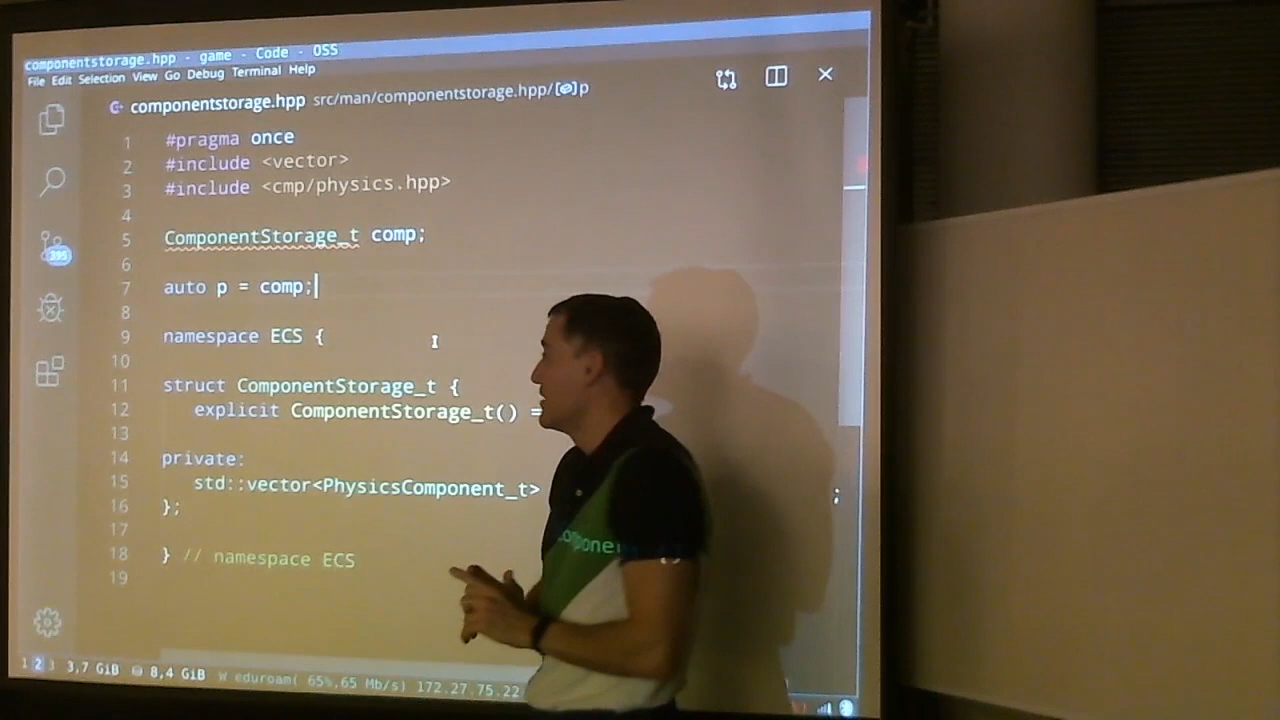 componentstorage.hpp - game - Code - OSS
File Edit Selection View Go Debug Terminal Help
componentstorage.hpp src/man/componentstorage.hpp/[]p
1 #pragma once
2 #include <vector>
3 #include <cmp/physics.hpp>
4
5 ComponentStorage_t comp;
6
7 auto p = comp;
8
9 namespace ECS {
10
11 struct ComponentStorage_t {
12 explicit ComponentStorage_t() =
13
14 private:
15 std::vector<PhysicsComponent_t> ;
16 };
17
18 } // namespace ECS
19
395
1 2 3 3,7 GiB 8,4 GiB W eduroam( 65%,65 Mb/s) 172.27.75.22